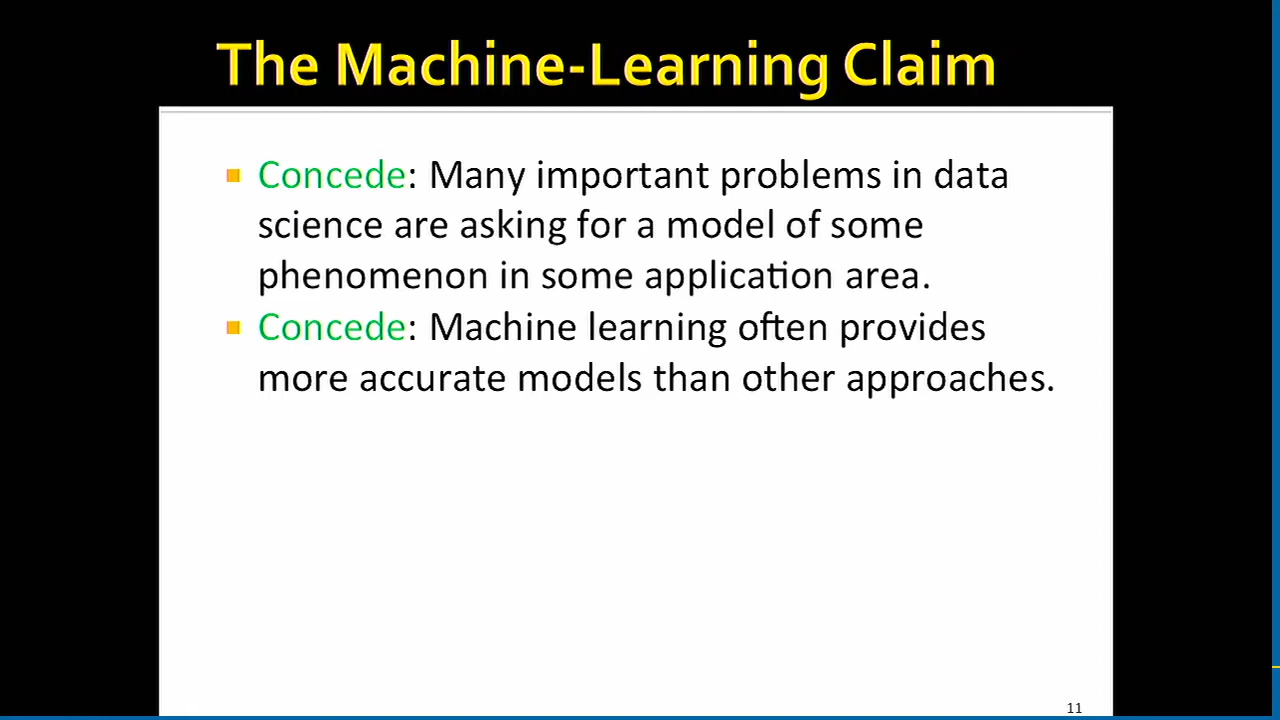 The Machine-Learning Claim
Concede: Many important problems in data
science are asking for a model of some
phenomenon in some application area.
Concede: Machine learning often provides
more accurate models than other approaches.
11